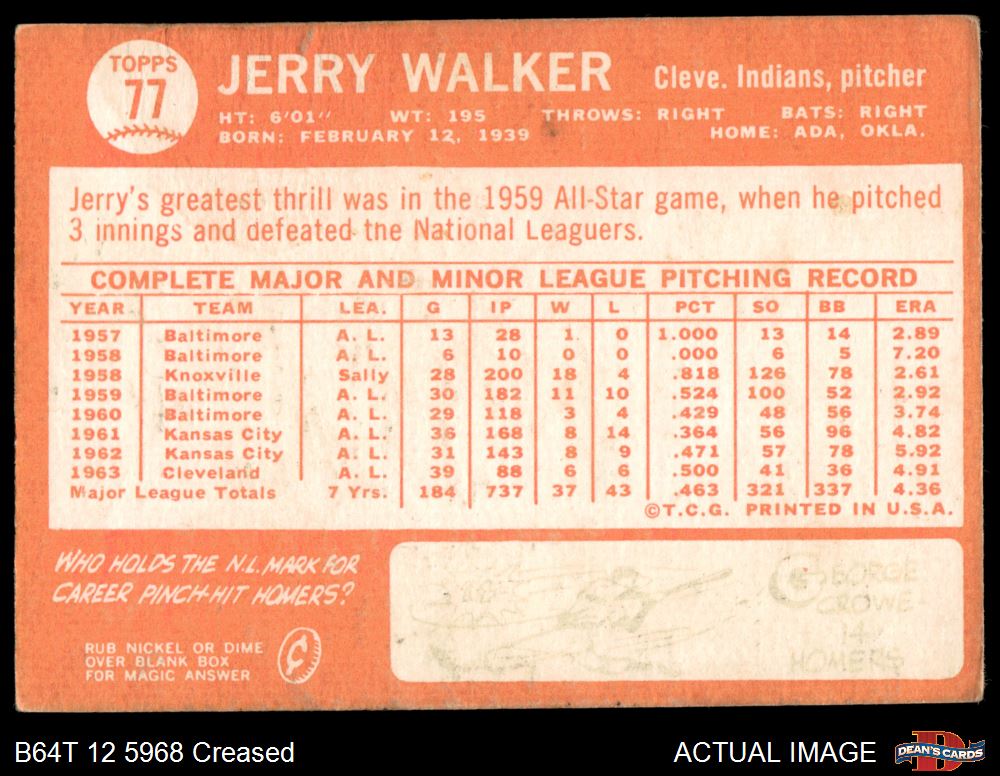 TOPPS
77
JERRY WALKER
Cleve. Indians, pitcher
HT: 6'01" WT: 195 THROWS: RIGHT BATS: RIGHT
BORN: FEBRUARY 12, 1939 HOME: ADA, OKLA.
Jerry's greatest thrill was in the 1959 All-Star game, when he pitched
3 innings and defeated the National Leaguers.
COMPLETE MAJOR AND MINOR LEAGUE PITCHING RECORD
YEAR TEAM LEA. G IP W L PCT SO BB ERA
1957 Baltimore A. L. 13 28 1 0 1.000 13 14 2.89
1958 Baltimore A. L. 6 10 0 0 .000 6 5 7.20
1958 Knoxville Sally 28 200 18 4 .818 126 78 2.61
1959 Baltimore A. L. 30 182 11 10 .524 100 52 2.92
1960 Baltimore A. L. 29 118 3 4 .429 48 56 3.74
1961 Kansas City A. L. 36 168 8 14 .364 56 96 4.82
1962 Kansas City A. L. 31 143 8 9 .471 57 78 5.92
1963 Cleveland A. L. 39 88 6 6 .500 41 36 4.91
Major League Totals 7 Yrs. 184 737 37 43 .463 321 337 4.36
©T.C.G. PRINTED IN U.S.A.
WHO HOLDS THE N.L. MARK FOR
CAREER PINCH-HIT HOMERS?
RUB NICKEL OR DIME
OVER BLANK BOX
FOR MAGIC ANSWER
¢
GEORGE
CROWE
14
HOMERS
B64T 12 5968 Creased
ACTUAL IMAGE
DEAN'S CARDS